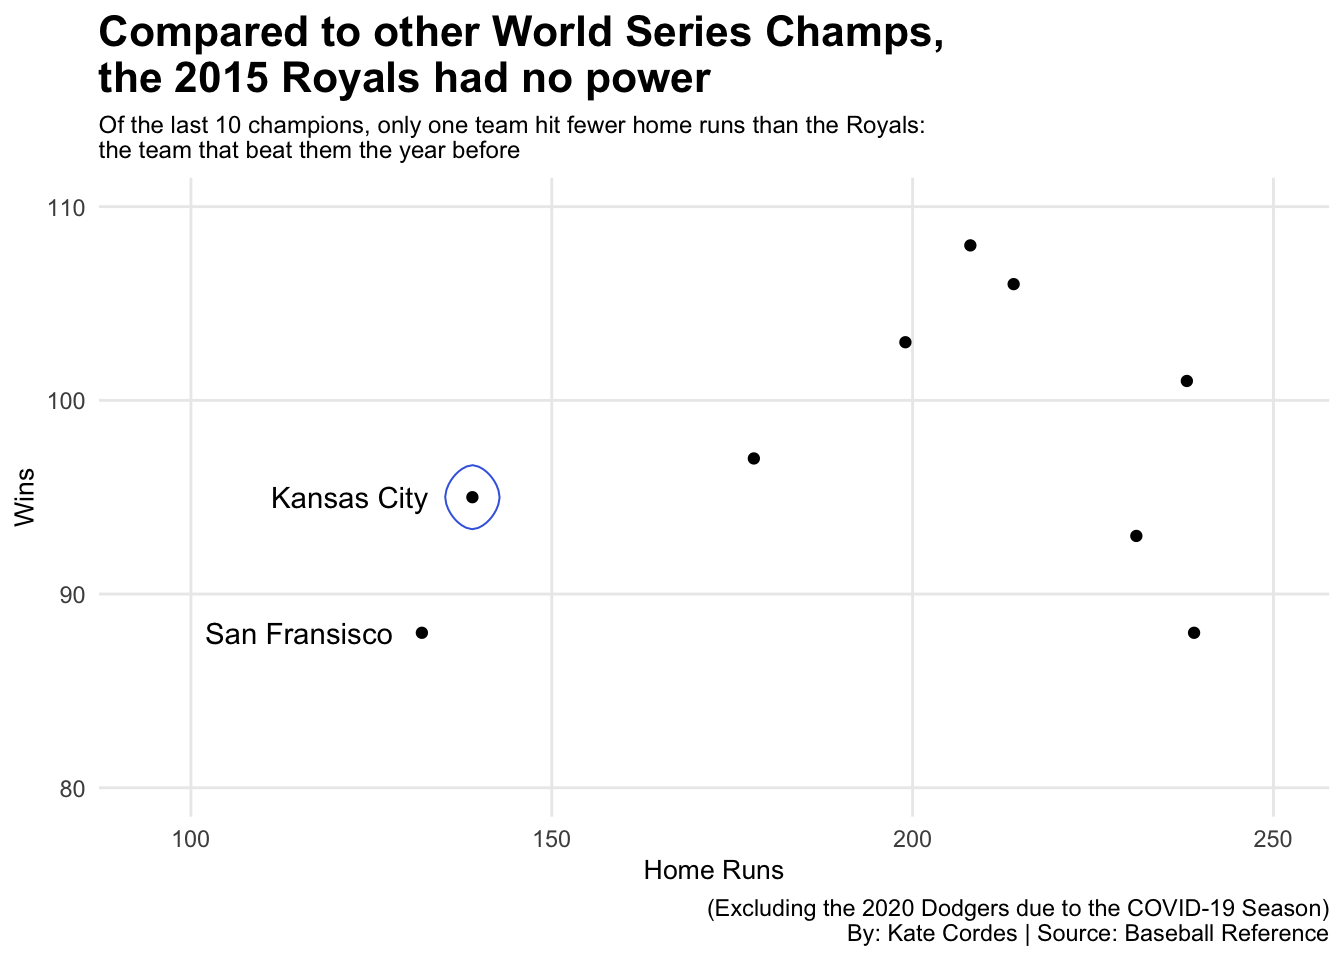 Compared to other World Series Champs,
the 2015 Royals had no power
Of the last 10 champions, only one team hit fewer home runs than the Royals:
the team that beat them the year before
110
100
Wins
Kansas City
90
San Fransisco
80
100
150
200
250
Home Runs
(Excluding the 2020 Dodgers due to the COVID-19 Season)
By: Kate Cordes | Source: Baseball Reference